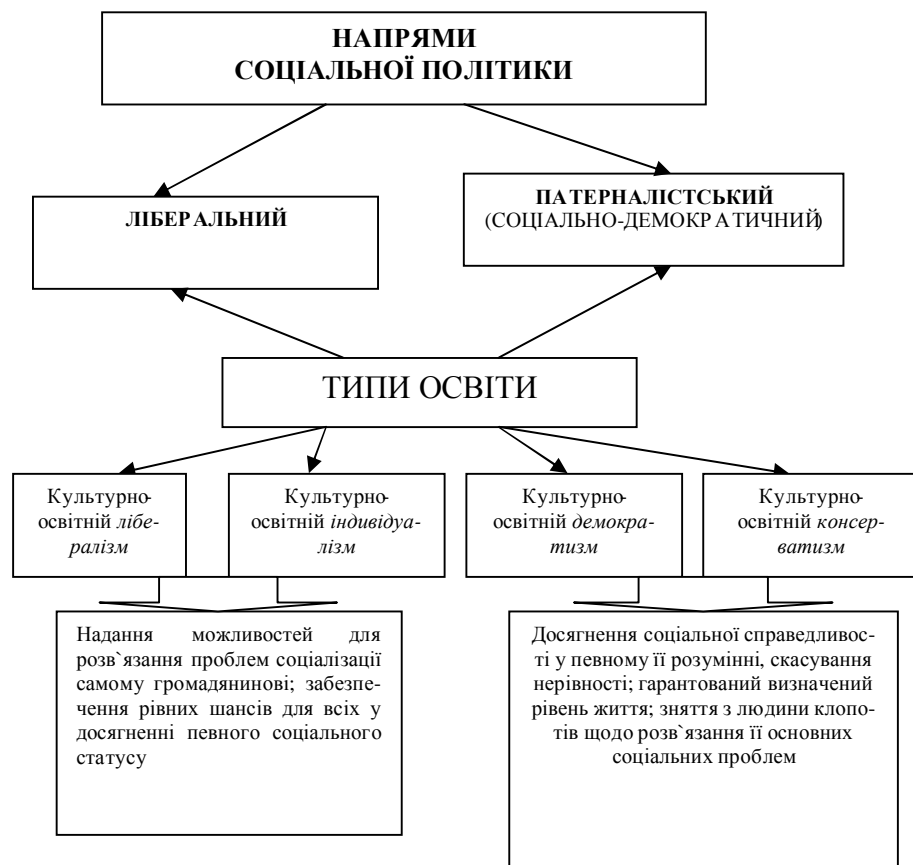 НАПРЯМИ
СОЦІАЛЬНОЇ ПОЛІТИКИ
ЛІБЕРАЛЬНИЙ
ПАТЕРНАЛІСТСЬКИЙ
(СОЦІАЛЬНО-ДЕМОКРАТИЧНИЙ)
ТИПИ ОСВІТИ
Культурно-
освітній лібе-
ралізм
Культурно-
освітній індивідуа-
лізм
Культурно-
освітній демокра-
тизм
Культурно-
освітній консер-
ватизм
Надання можливостей для
розв`язання проблем соціалізації
самому громадянинові; забезпе-
чення рівних шансів для всіх у
досягненні певного соціального
статусу
Досягнення соціальної справедливос-
ті у певному її розумінні, скасування
нерівності; гарантований визначений
рівень життя; зняття з людини клопо-
тів щодо розв`язання її основних
соціальних проблем